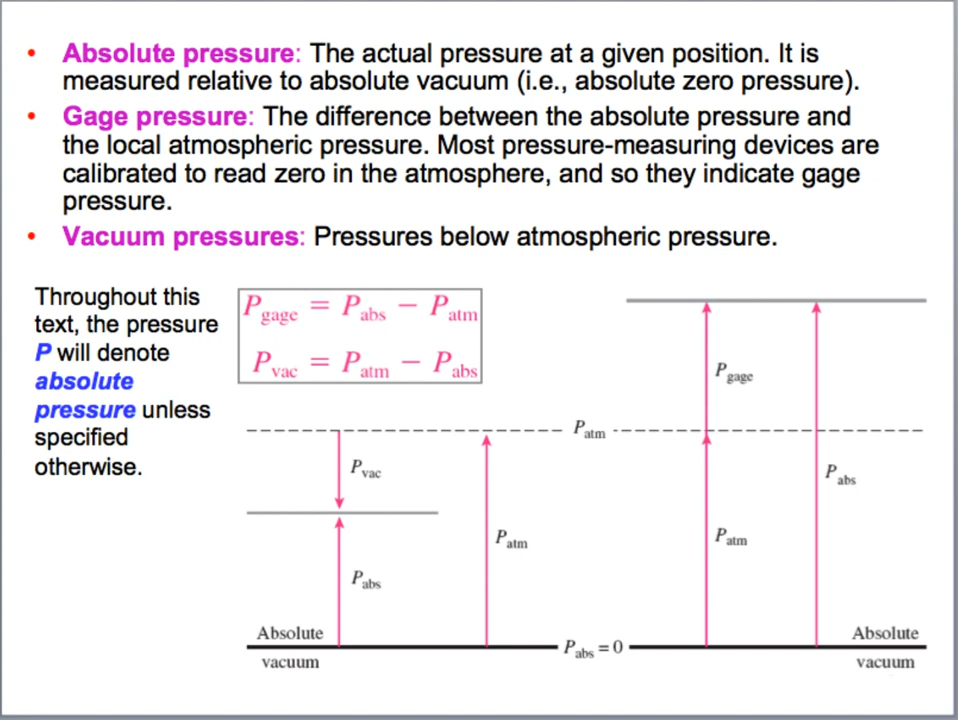 • Absolute pressure: The actual pressure at a given position. It is
measured relative to absolute vacuum (i.e., absolute zero pressure).
• Gage pressure: The difference between the absolute pressure and
the local atmospheric pressure. Most pressure-measuring devices are
calibrated to read zero in the atmosphere, and so they indicate gage
pressure.
• Vacuum pressures: Pressures below atmospheric pressure.
Throughout this
text, the pressure
P will denote
absolute
pressure unless
specified
otherwise.
P_gage = P_abs − P_atm
P_vac = P_atm − P_abs
P_gage
P_atm
P_vac
P_abs
P_atm
P_atm
P_abs
Absolute
vacuum
P_abs = 0
Absolute
vacuum